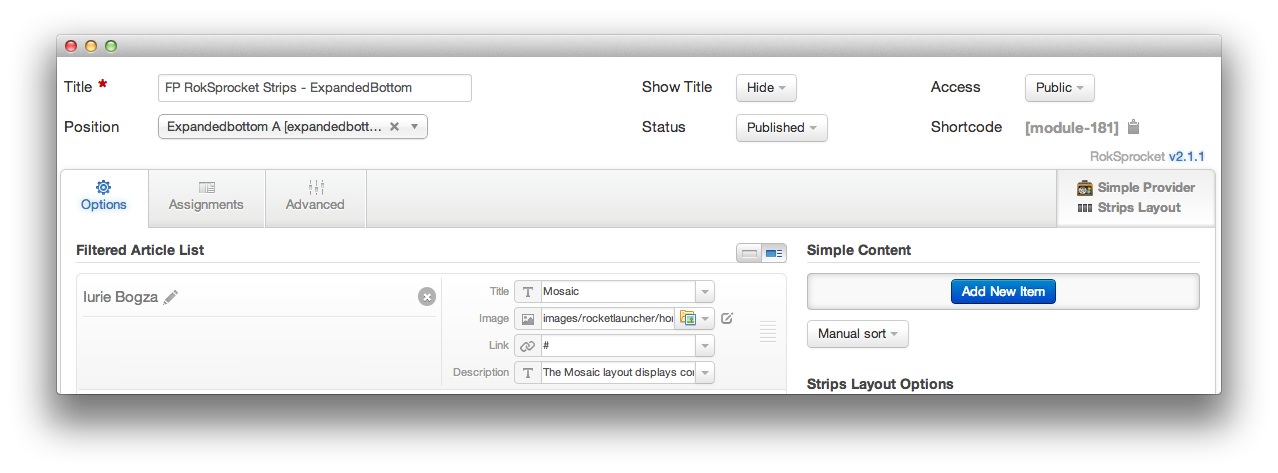 Title * FP RokSprocket Strips - ExpandedBottom Show Title Hide Access Public
Position Expandedbottom A [expandedbott... Status Published Shortcode [module-181]
RokSprocket v2.1.1
Options Assignments Advanced Simple Provider
Strips Layout
Filtered Article List Simple Content
Iurie Bogza Title Mosaic Add New Item
Image images/rocketlauncher/hor
Link # Manual sort
Description The Mosaic layout displays co
Strips Layout Options